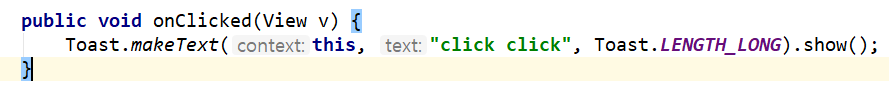 public void onClicked(View v) {
Toast.makeText( context: this, text: "click click", Toast.LENGTH_LONG).show();
}